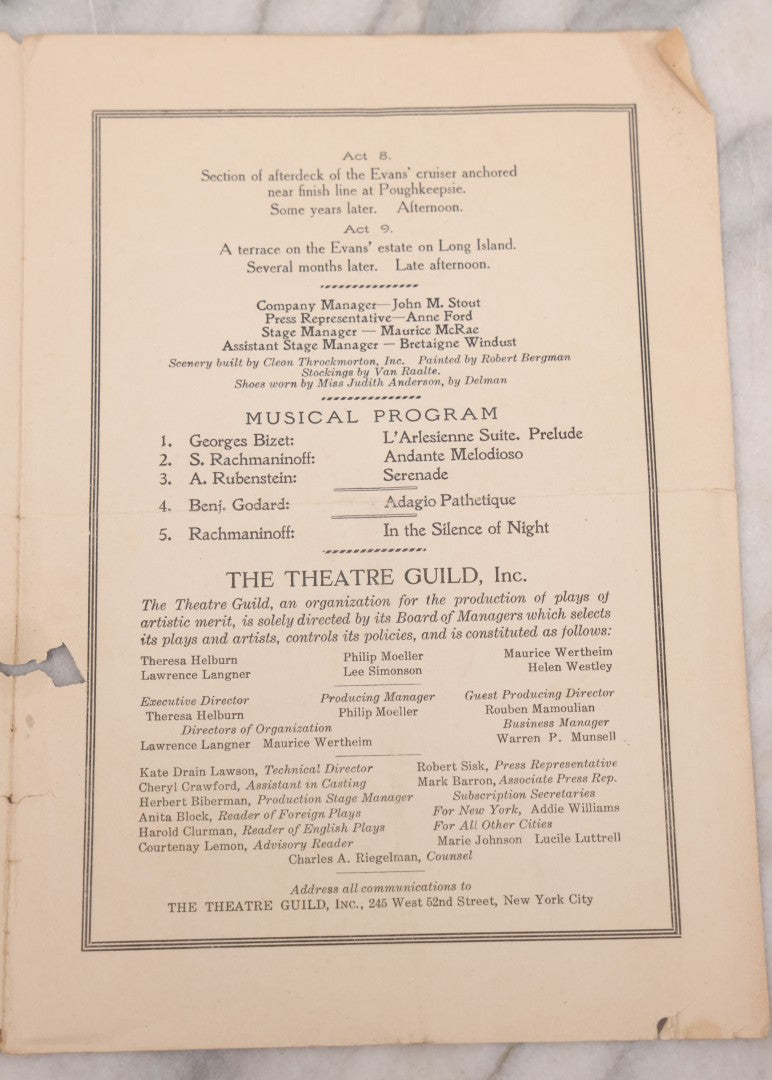 Act 8.
Section of afterdeck of the Evans' cruiser anchored
near finish line at Poughkeepsie.
Some years later. Afternoon.
Act 9.
A terrace on the Evans' estate on Long Island.
Several months later. Late afternoon.
Company Manager—John M. Stout
Press Representative—Anne Ford
Stage Manager — Maurice McRae
Assistant Stage Manager — Bretaigne Windust
Scenery built by Cleon Throckmorton, Inc. Painted by Robert Bergman
Stockings by Van Raalte.
Shoes worn by Miss Judith Anderson, by Delman
MUSICAL PROGRAM
1. Georges Bizet: L'Arlesienne Suite. Prelude
2. S. Rachmaninoff: Andante Melodioso
3. A. Rubenstein: Serenade
4. Benj. Godard: Adagio Pathetique
5. Rachmaninoff: In the Silence of Night
THE THEATRE GUILD, Inc.
The Theatre Guild, an organization for the production of plays of
artistic merit, is solely directed by its Board of Managers which selects
its plays and artists, controls its policies, and is constituted as follows:
Theresa Helburn Philip Moeller Maurice Wertheim
Lawrence Langner Lee Simonson Helen Westley
Executive Director Producing Manager Guest Producing Director
Theresa Helburn Philip Moeller Rouben Mamoulian
Directors of Organization Business Manager
Lawrence Langner Maurice Wertheim Warren P. Munsell
Kate Drain Lawson, Technical Director Robert Sisk, Press Representative
Cheryl Crawford, Assistant in Casting Mark Barron, Associate Press Rep.
Herbert Biberman, Production Stage Manager Subscription Secretaries
Anita Block, Reader of Foreign Plays For New York, Addie Williams
Harold Clurman, Reader of English Plays For All Other Cities
Courtenay Lemon, Advisory Reader Marie Johnson Lucile Luttrell
Charles A. Riegelman, Counsel
Address all communications to
THE THEATRE GUILD, INC., 245 West 52nd Street, New York City